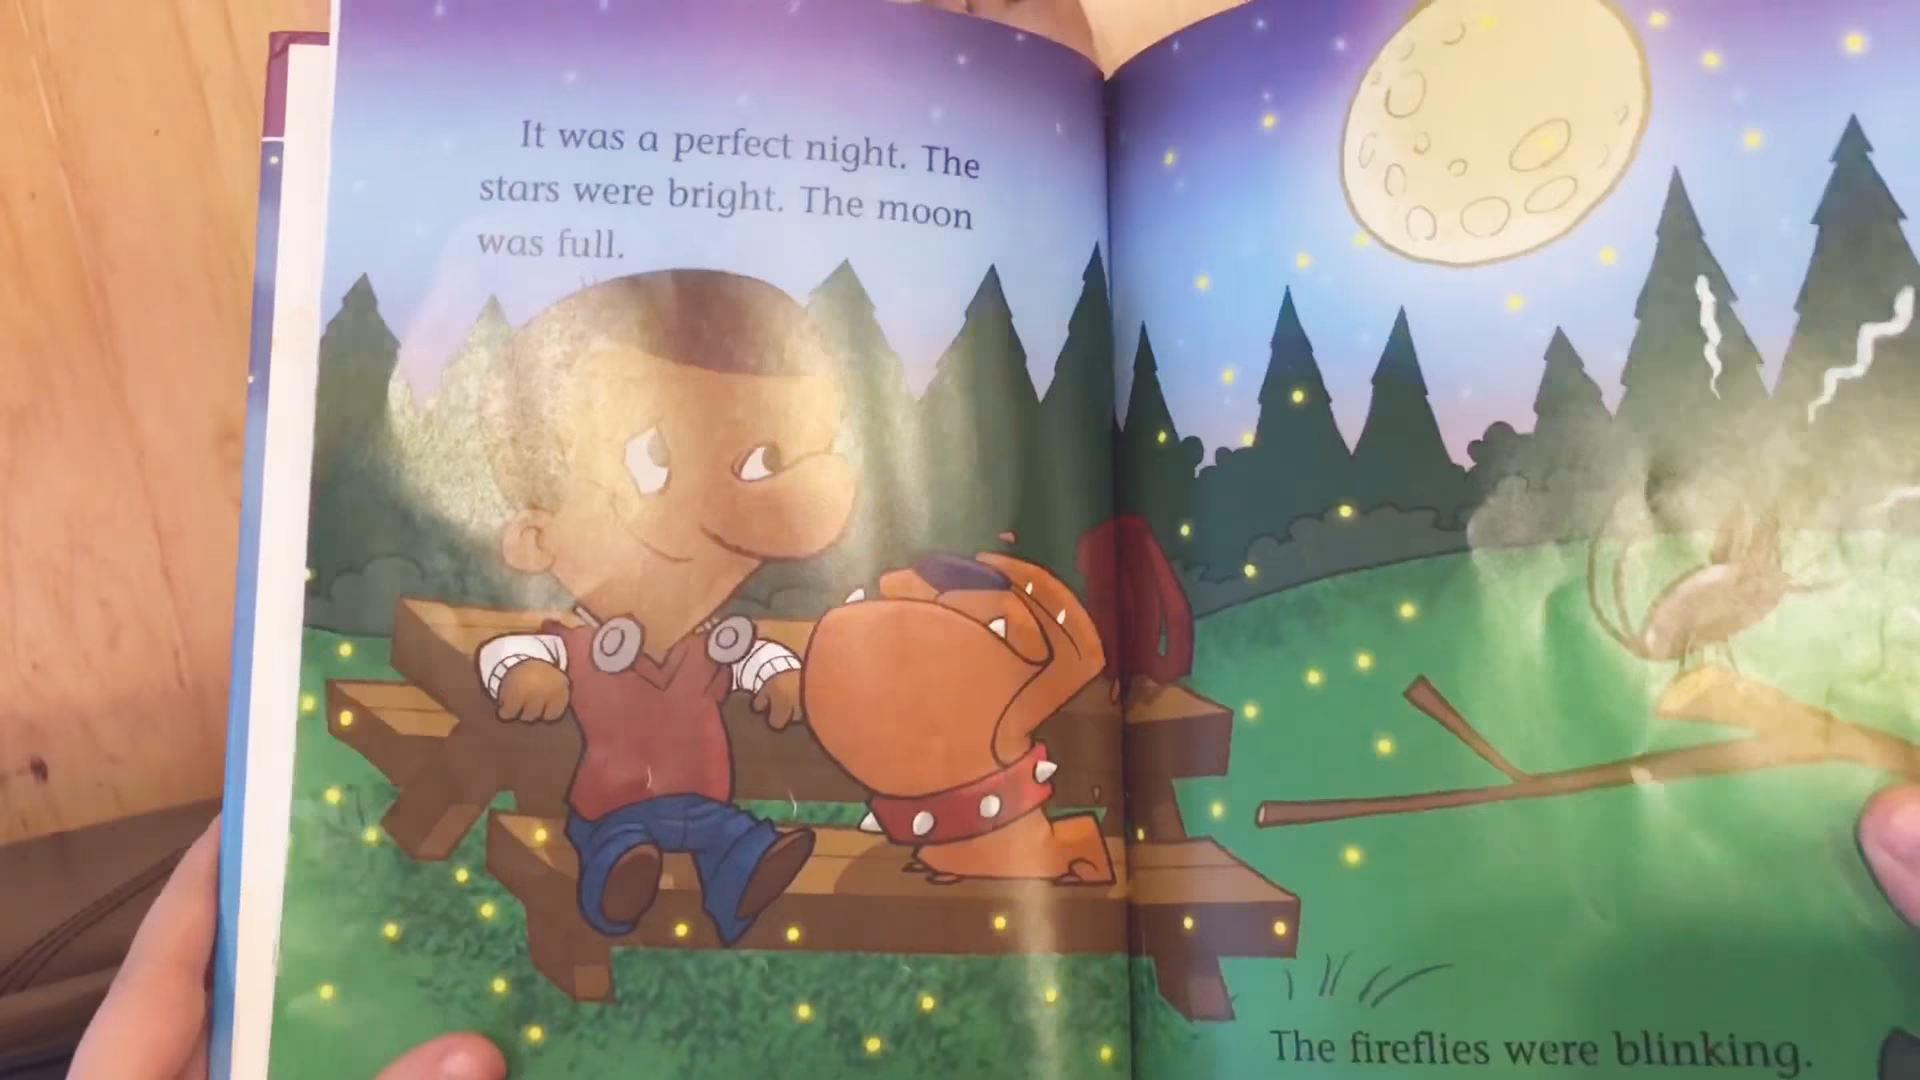 It was a perfect night. The
stars were bright. The moon
was full.
The fireflies were blinking.